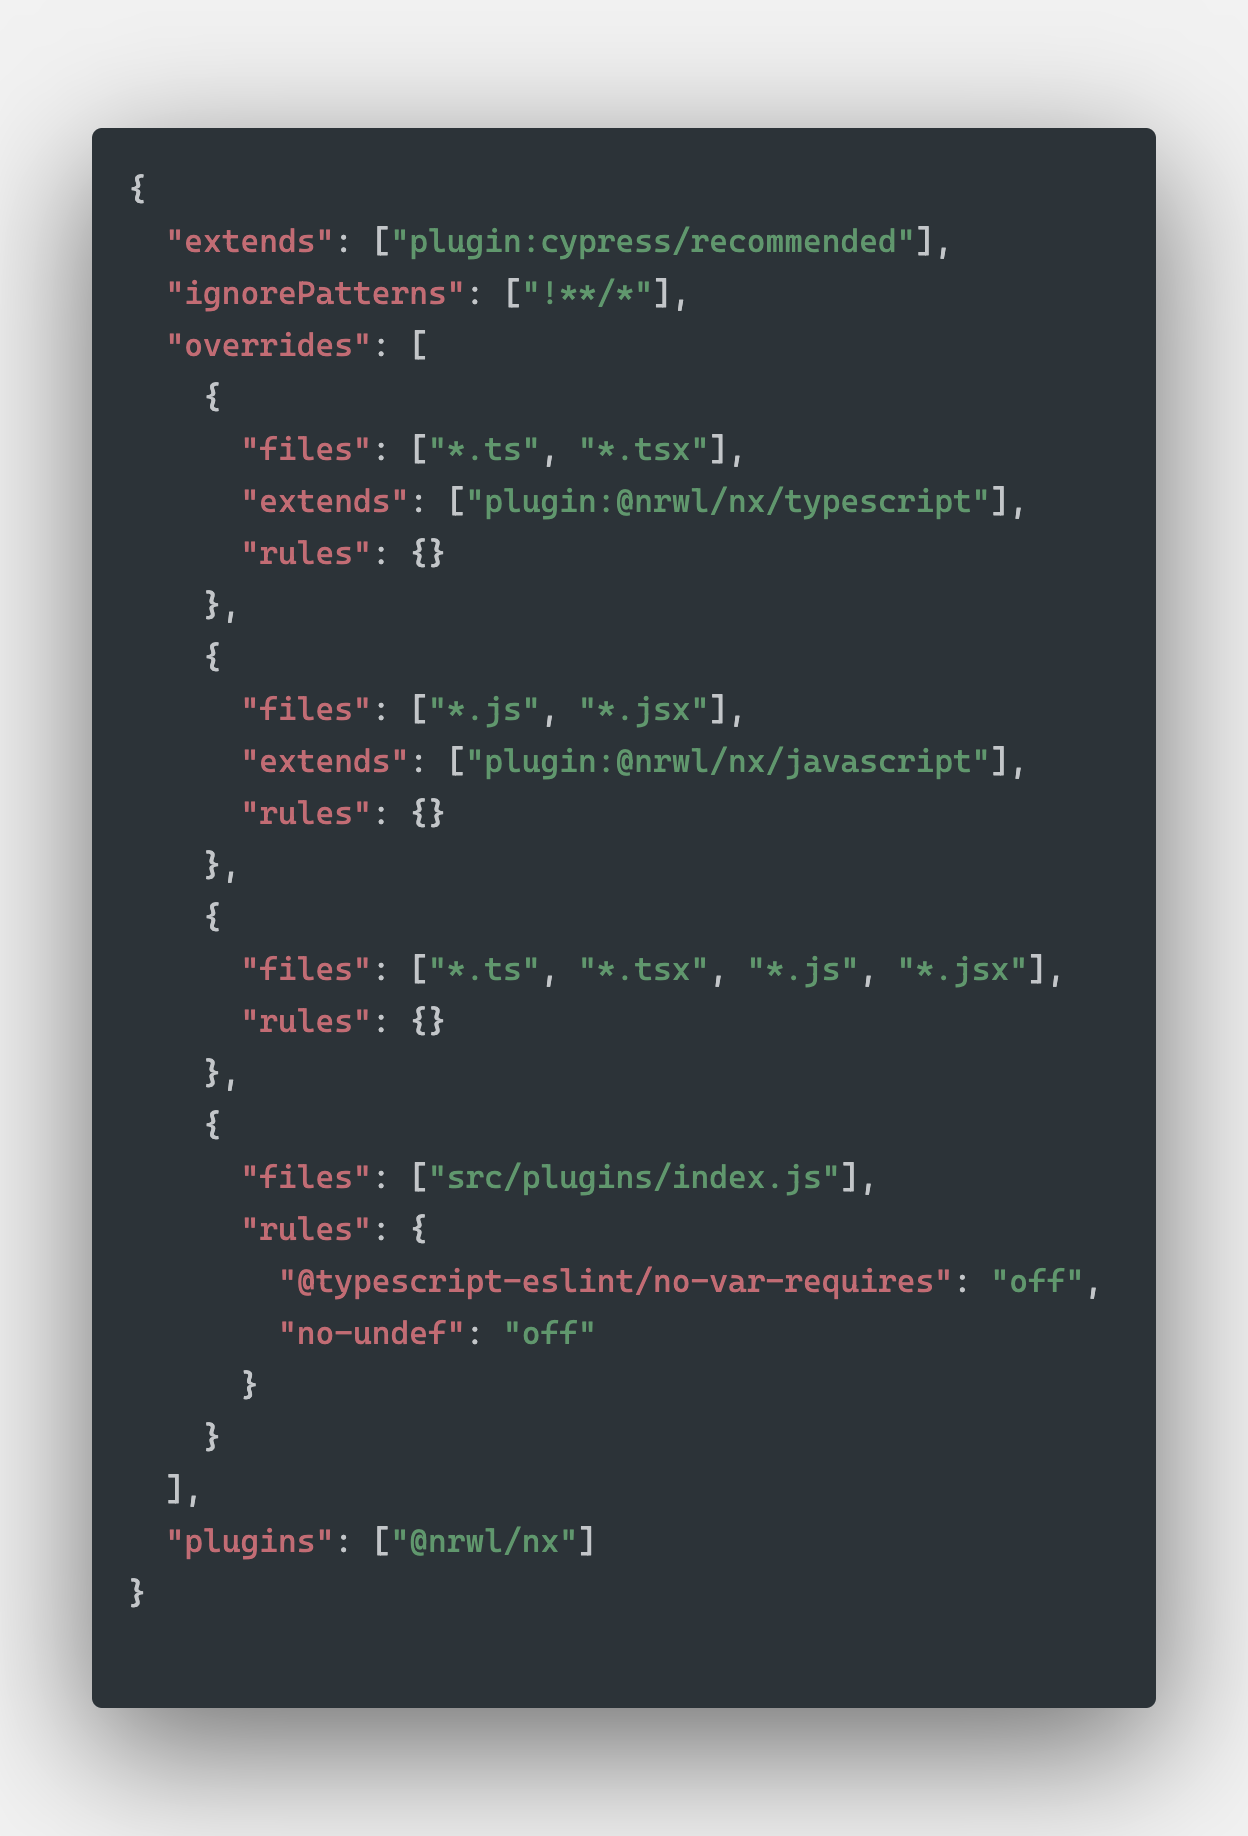 {
  "extends": ["plugin:cypress/recommended"],
  "ignorePatterns": ["!**/*"],
  "overrides": [
    {
      "files": ["*.ts", "*.tsx"],
      "extends": ["plugin:@nrwl/nx/typescript"],
      "rules": {}
    },
    {
      "files": ["*.js", "*.jsx"],
      "extends": ["plugin:@nrwl/nx/javascript"],
      "rules": {}
    },
    {
      "files": ["*.ts", "*.tsx", "*.js", "*.jsx"],
      "rules": {}
    },
    {
      "files": ["src/plugins/index.js"],
      "rules": {
        "@typescript-eslint/no-var-requires": "off",
        "no-undef": "off"
      }
    }
  ],
  "plugins": ["@nrwl/nx"]
}